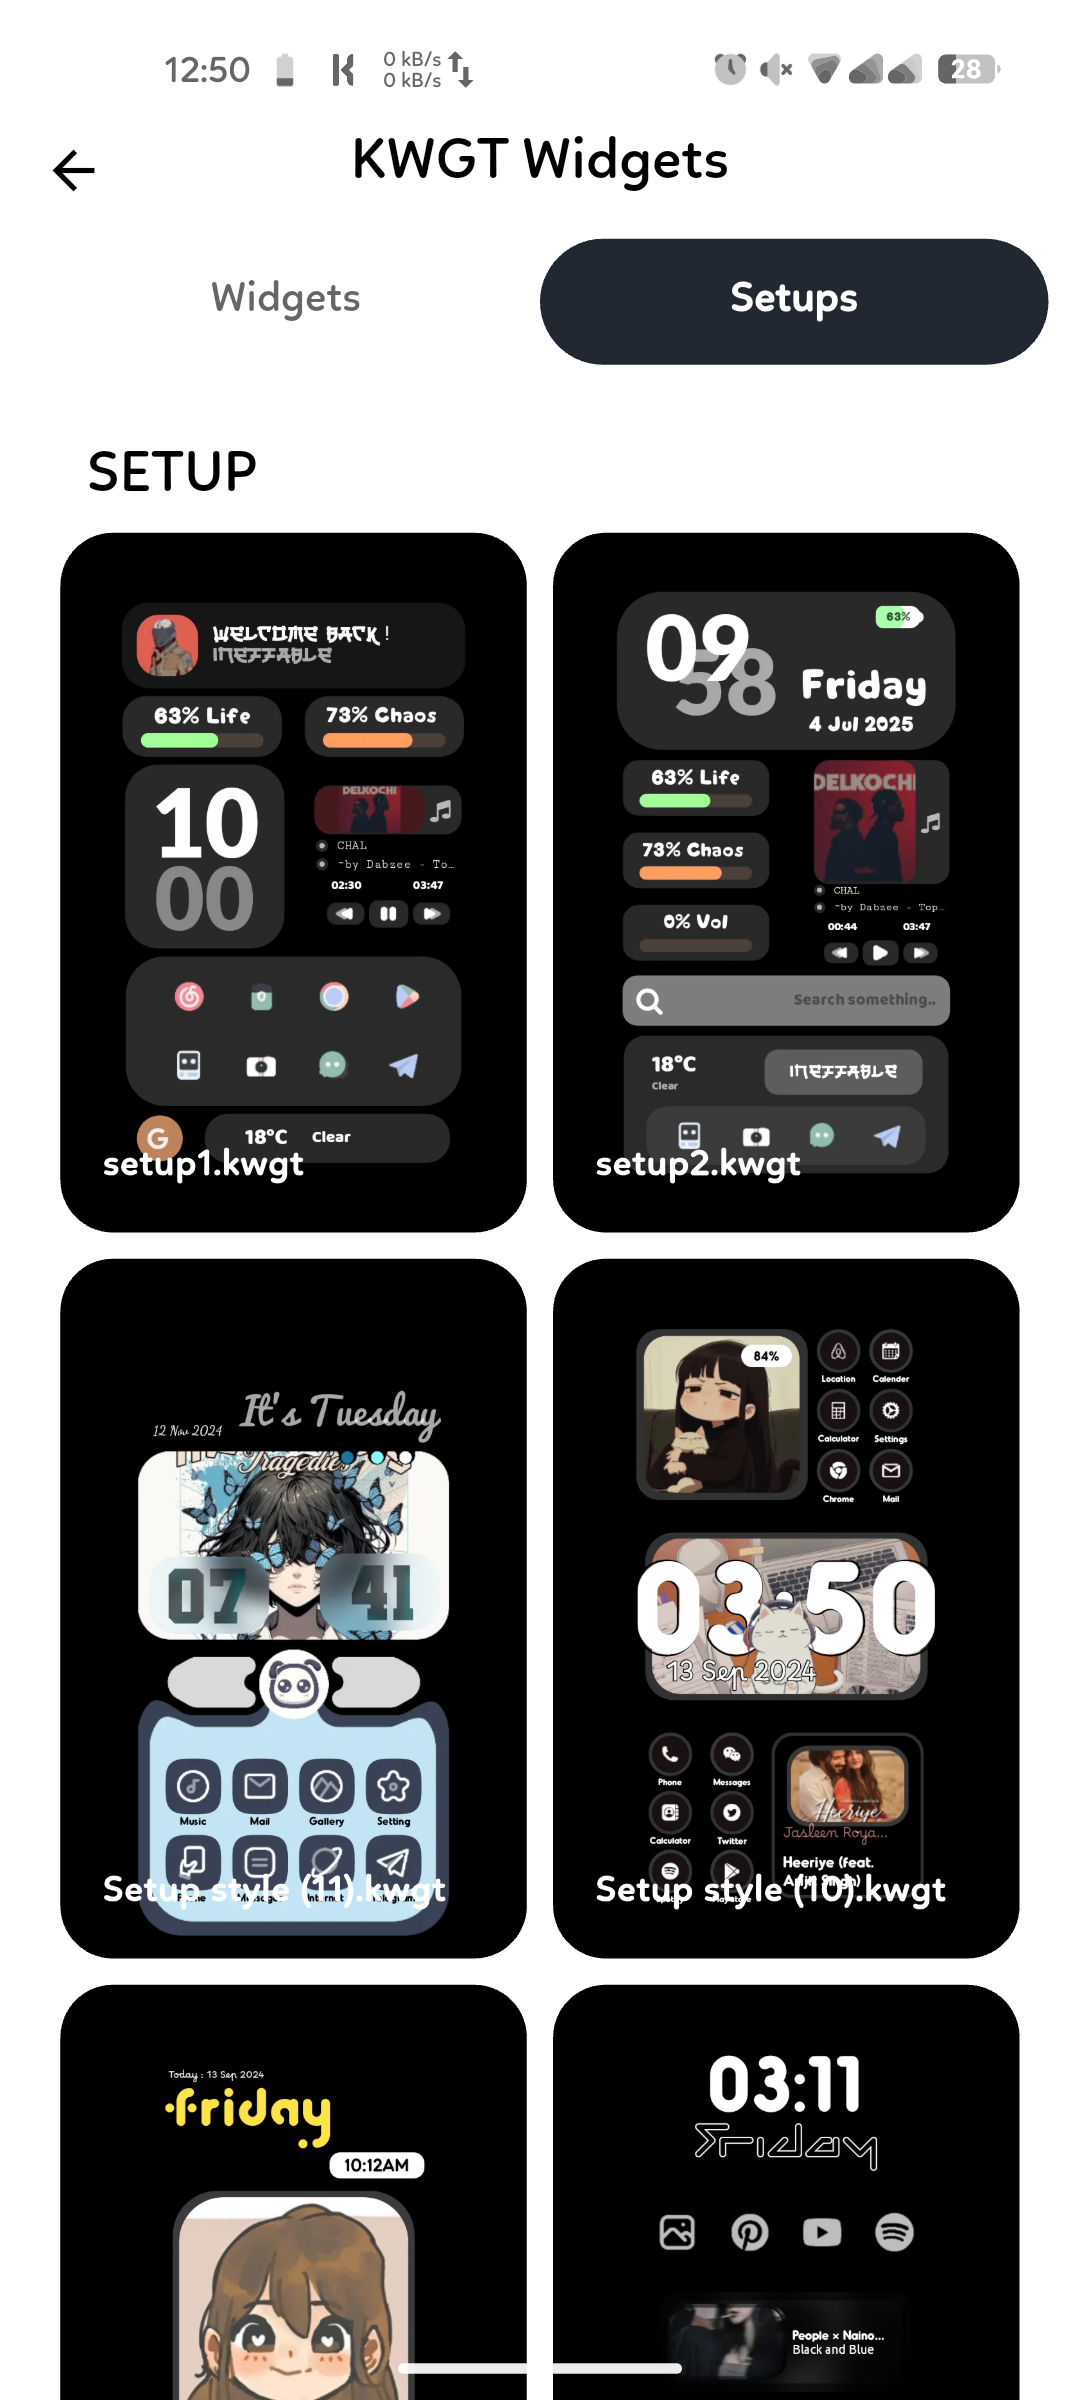 12:50
0 kB/s
0 kB/s
28
KWGT Widgets
Widgets
Setups
SETUP
WELCOME BACK !
INEFFABLE
63% Life
73% Chaos
10
00
DELKOCHI
CHAL
~by Dabzee - To...
02:30
03:47
G
18°C
Clear
setup1.kwgt
63%
09
58
Friday
4 Jul 2025
63% Life
73% Chaos
0% Vol
DELKOCHI
CHAL
~by Dabzee - Top...
00:44
03:47
Search something..
18°C
Clear
INEFFABLE
setup2.kwgt
12 Nov 2024
It's Tuesday
Tragedies
07
41
Music
Mail
Gallery
Setting
Setup style (11).kwgt
84%
Location
Calender
Calculator
Settings
Chrome
Mail
03:50
13 Sep 2024
Phone
Messages
Calculator
Twitter
Heeriye
Jasleen Roya...
Heeriye (feat.
Arijit Singh)
Setup style (10).kwgt
Today : 13 Sep 2024
friday
10:12AM
03:11
Friday
People × Naino...
Black and Blue